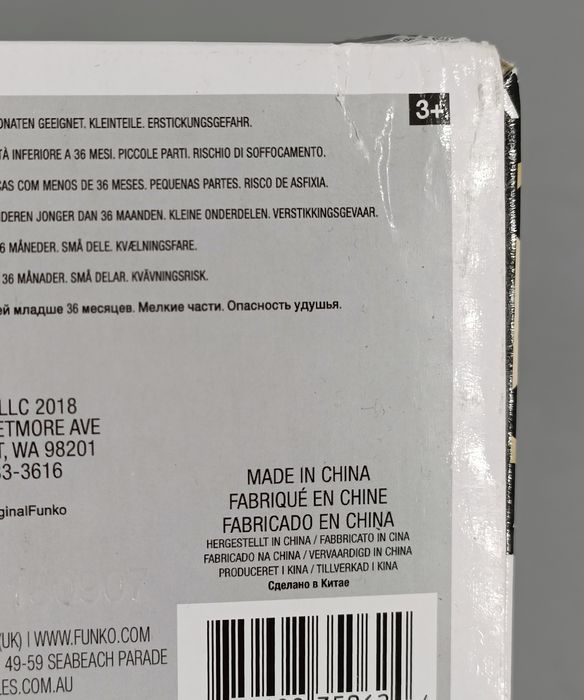 3+
ONATEN GEEIGNET. KLEINTEILE. ERSTICKUNGSGEFAHR.
TÀ INFERIORE A 36 MESI. PICCOLE PARTI. RISCHIO DI SOFFOCAMENTO.
ÇAS COM MENOS DE 36 MESES. PEQUENAS PARTES. RISCO DE ASFIXIA.
NDEREN JONGER DAN 36 MAANDEN. KLEINE ONDERDELEN. VERSTIKKINGSGEVAAR.
6 MÅNEDER. SMÅ DELE. KVÆLNINGSFARE.
36 MÅNADER. SMÅ DELAR. KVÄVNINGSRISK.
ей младше 36 месяцев. Мелкие части. Опасность удушья.
LLC 2018
ETMORE AVE
T, WA 98201
33-3616
ginalFunko
MADE IN CHINA
FABRIQUÉ EN CHINE
FABRICADO EN CHINA
HERGESTELLT IN CHINA / FABBRICATO IN CINA
FABRICADO NA CHINA / VERVAARDIGD IN CHINA
PRODUCERET I KINA / TILLVERKAD I KINA
Сделано в Китае
(UK) | WWW.FUNKO.COM
49-59 SEABEACH PARADE
LES.COM.AU